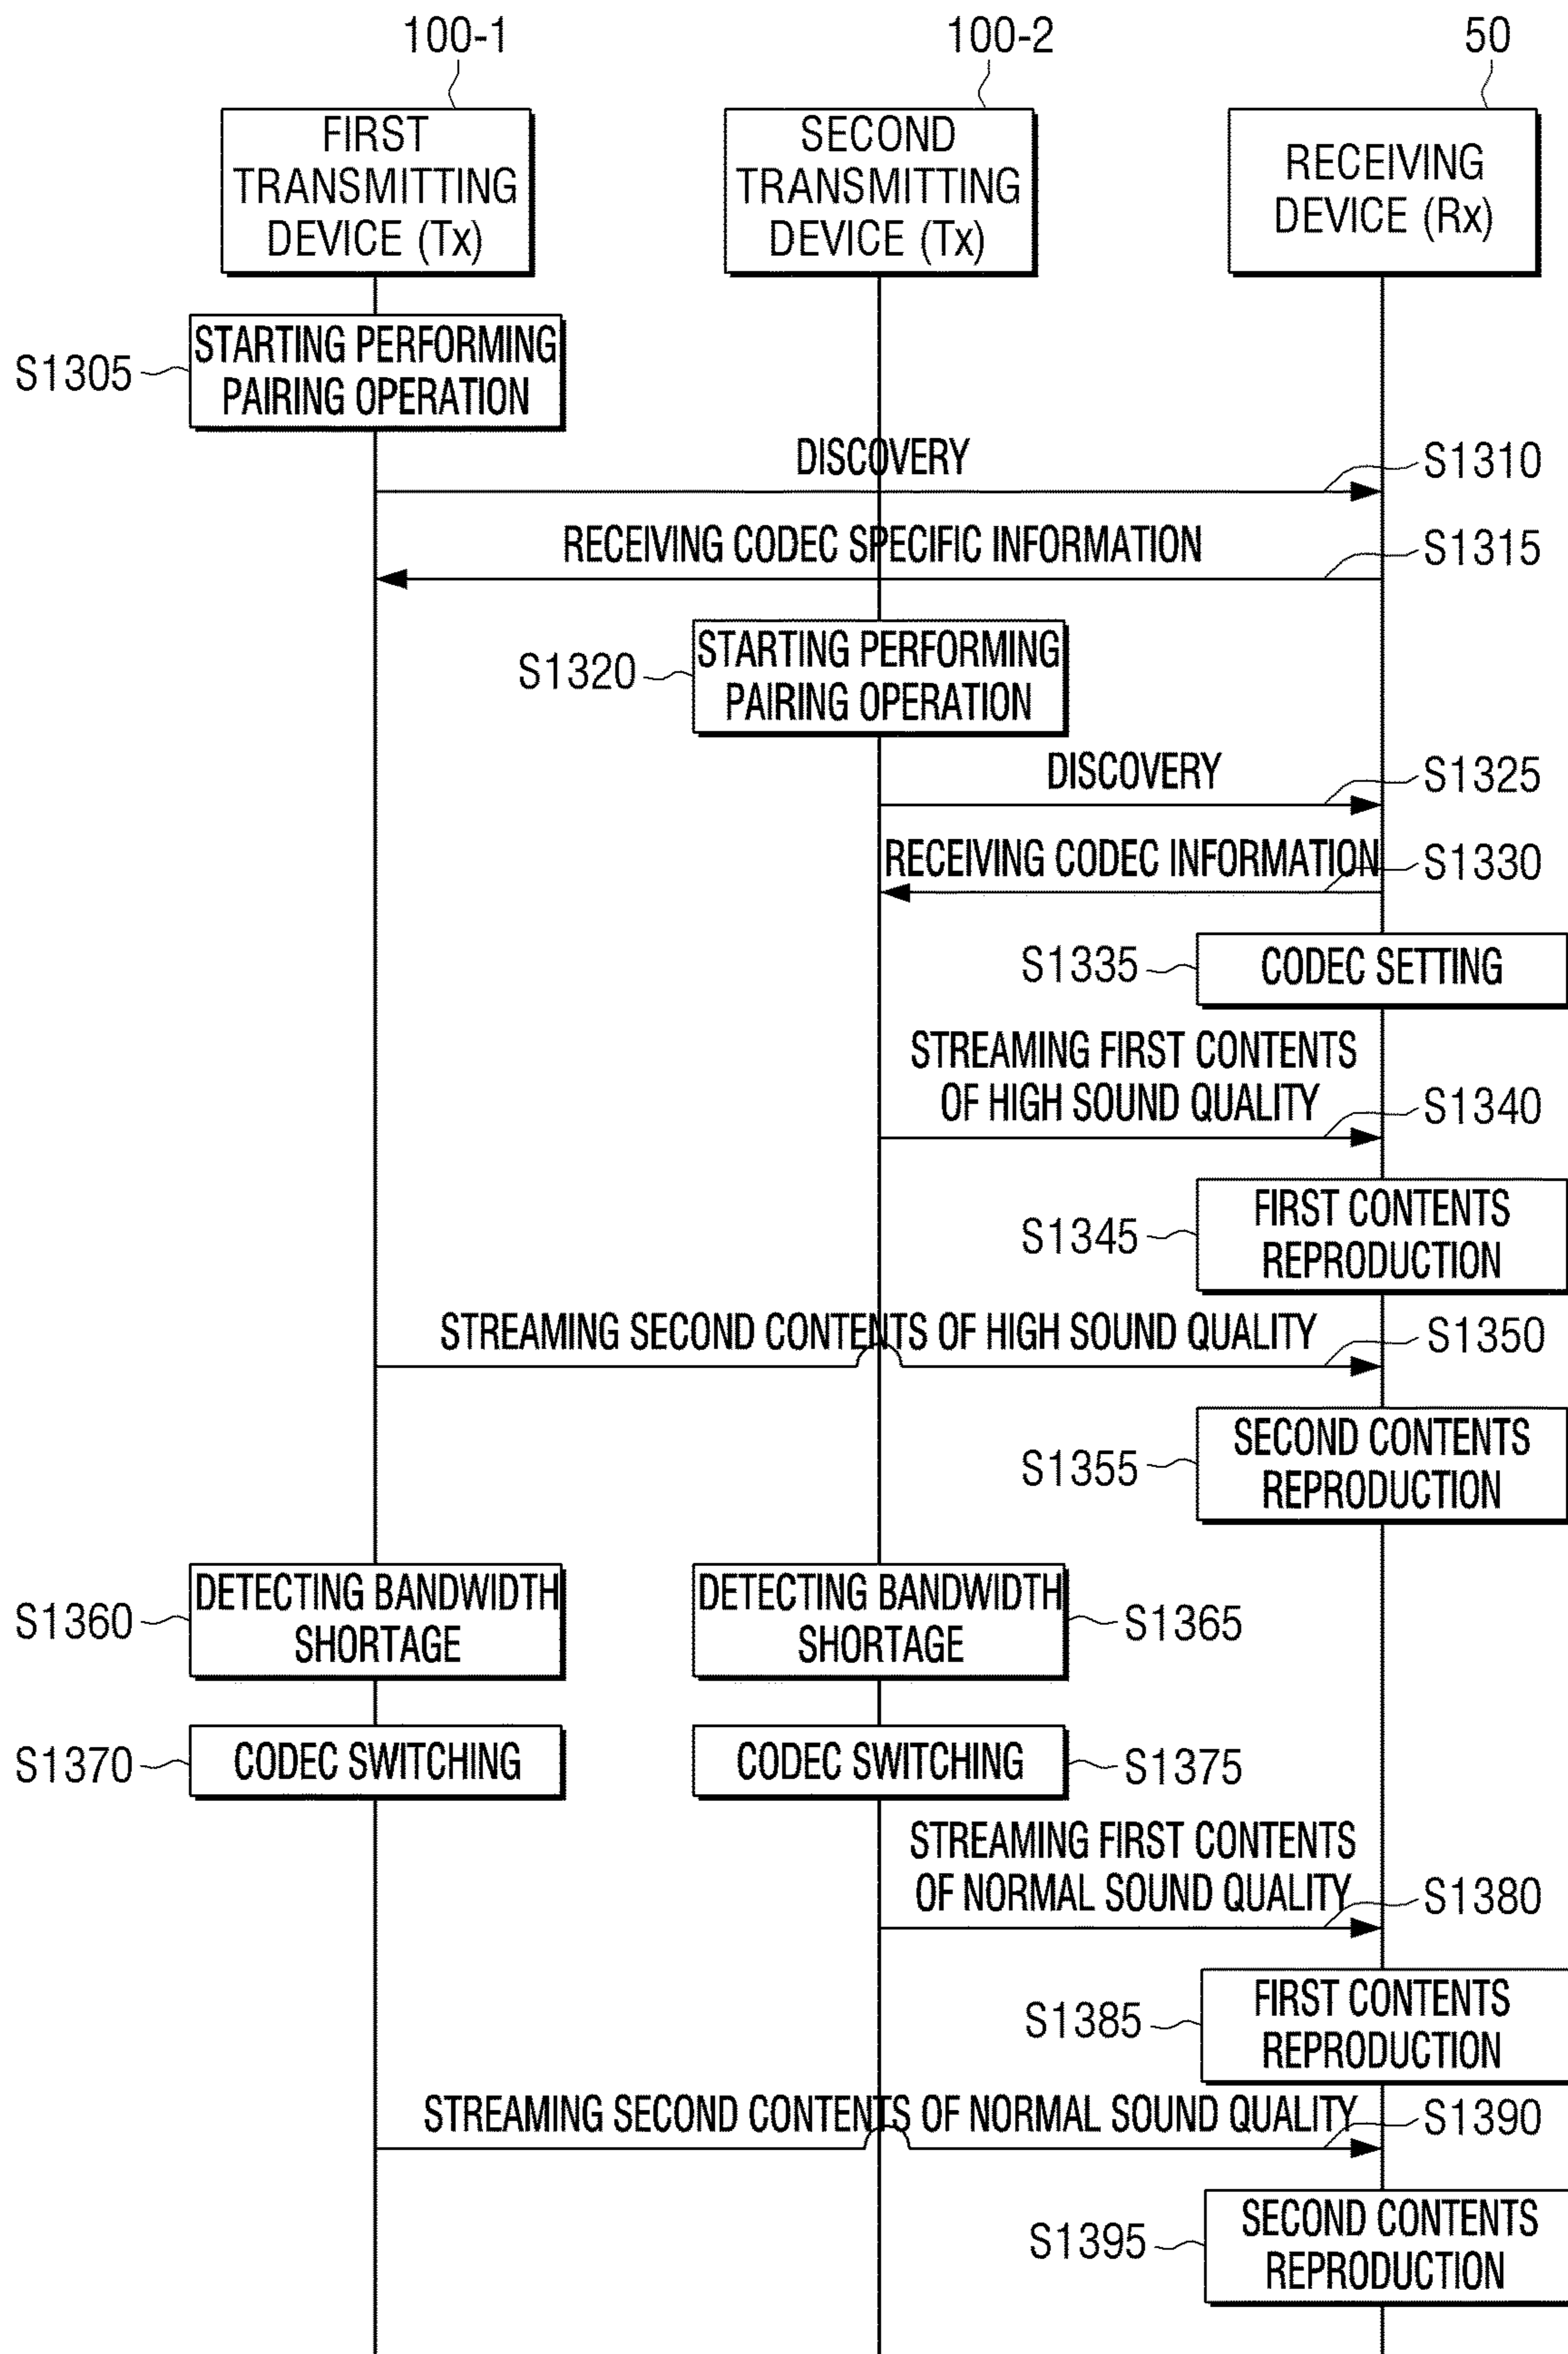 100-1
100-2
50
FIRST
TRANSMITTING
DEVICE (Tx)
SECOND
TRANSMITTING
DEVICE (Tx)
RECEIVING
DEVICE (Rx)
S1305
STARTING PERFORMING
PAIRING OPERATION
DISCOVERY
S1310
RECEIVING CODEC SPECIFIC INFORMATION
S1315
S1320
STARTING PERFORMING
PAIRING OPERATION
DISCOVERY
S1325
RECEIVING CODEC INFORMATION
S1330
S1335
CODEC SETTING
STREAMING FIRST CONTENTS
OF HIGH SOUND QUALITY
S1340
S1345
FIRST CONTENTS
REPRODUCTION
STREAMING SECOND CONTENTS OF HIGH SOUND QUALITY
S1350
S1355
SECOND CONTENTS
REPRODUCTION
S1360
DETECTING BANDWIDTH
SHORTAGE
DETECTING BANDWIDTH
SHORTAGE
S1365
S1370
CODEC SWITCHING
CODEC SWITCHING
S1375
STREAMING FIRST CONTENTS
OF NORMAL SOUND QUALITY
S1380
S1385
FIRST CONTENTS
REPRODUCTION
STREAMING SECOND CONTENTS OF NORMAL SOUND QUALITY
S1390
S1395
SECOND CONTENTS
REPRODUCTION